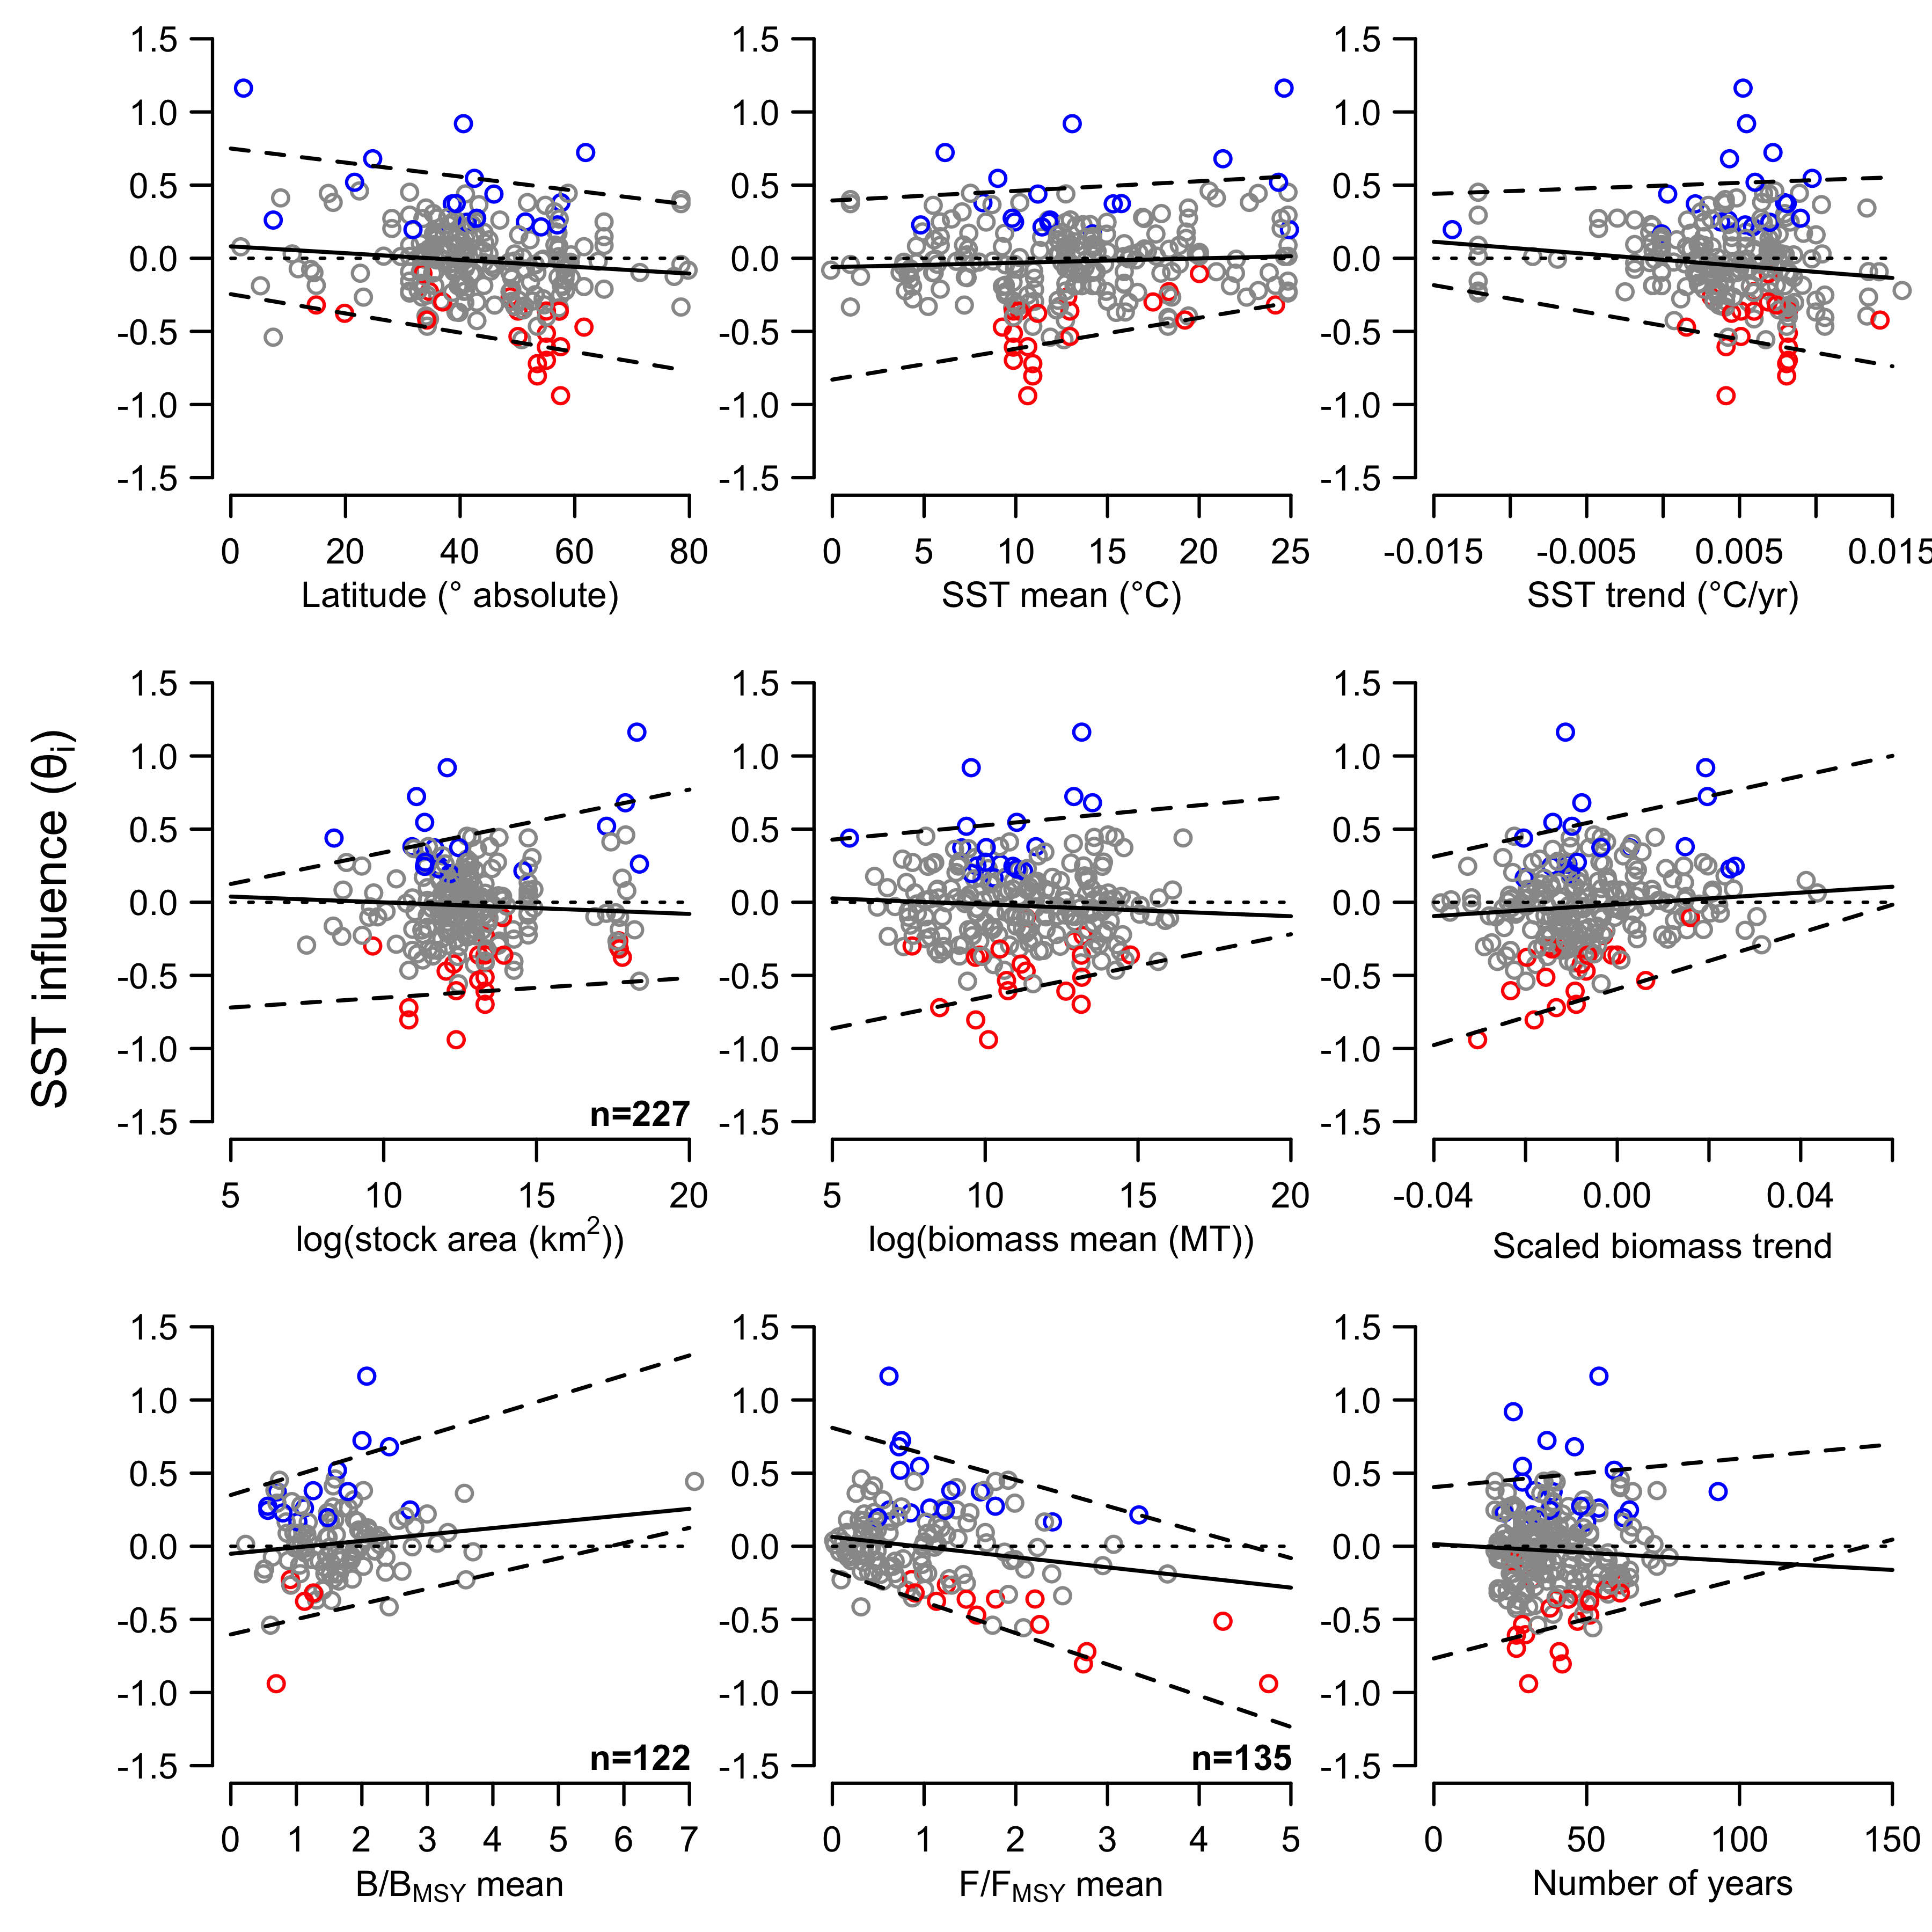 1.5 1.5 1.5
1.0 1.0 1.0
0.5 0.5 0.5
0.0 0.0 0.0
-0.5 -0.5 -0.5
-1.0 -1.0 -1.0
-1.5 -1.5 -1.5
0 20 40 60 80 0 5 10 15 20 25 -0.015 -0.005 0.005 0.015
Latitude (° absolute) SST mean (°C) SST trend (°C/yr)
SST influence (θi)
1.5 1.5 1.5
1.0 1.0 1.0
0.5 0.5 0.5
0.0 0.0 0.0
-0.5 -0.5 -0.5
-1.0 -1.0 -1.0
-1.5 n=227 -1.5 -1.5
5 10 15 20 5 10 15 20 -0.04 0.00 0.04
log(stock area (km2)) log(biomass mean (MT)) Scaled biomass trend
1.5 1.5 1.5
1.0 1.0 1.0
0.5 0.5 0.5
0.0 0.0 0.0
-0.5 -0.5 -0.5
-1.0 -1.0 -1.0
-1.5 n=122 -1.5 n=135 -1.5
0 1 2 3 4 5 6 7 0 1 2 3 4 5 0 50 100 150
B/BMSY mean F/FMSY mean Number of years